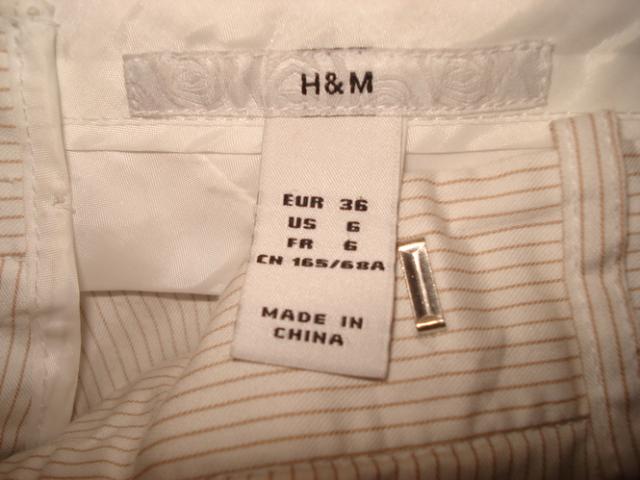 H&M
EUR 36
US 6
FR 6
CN 165/68A
MADE IN
CHINA